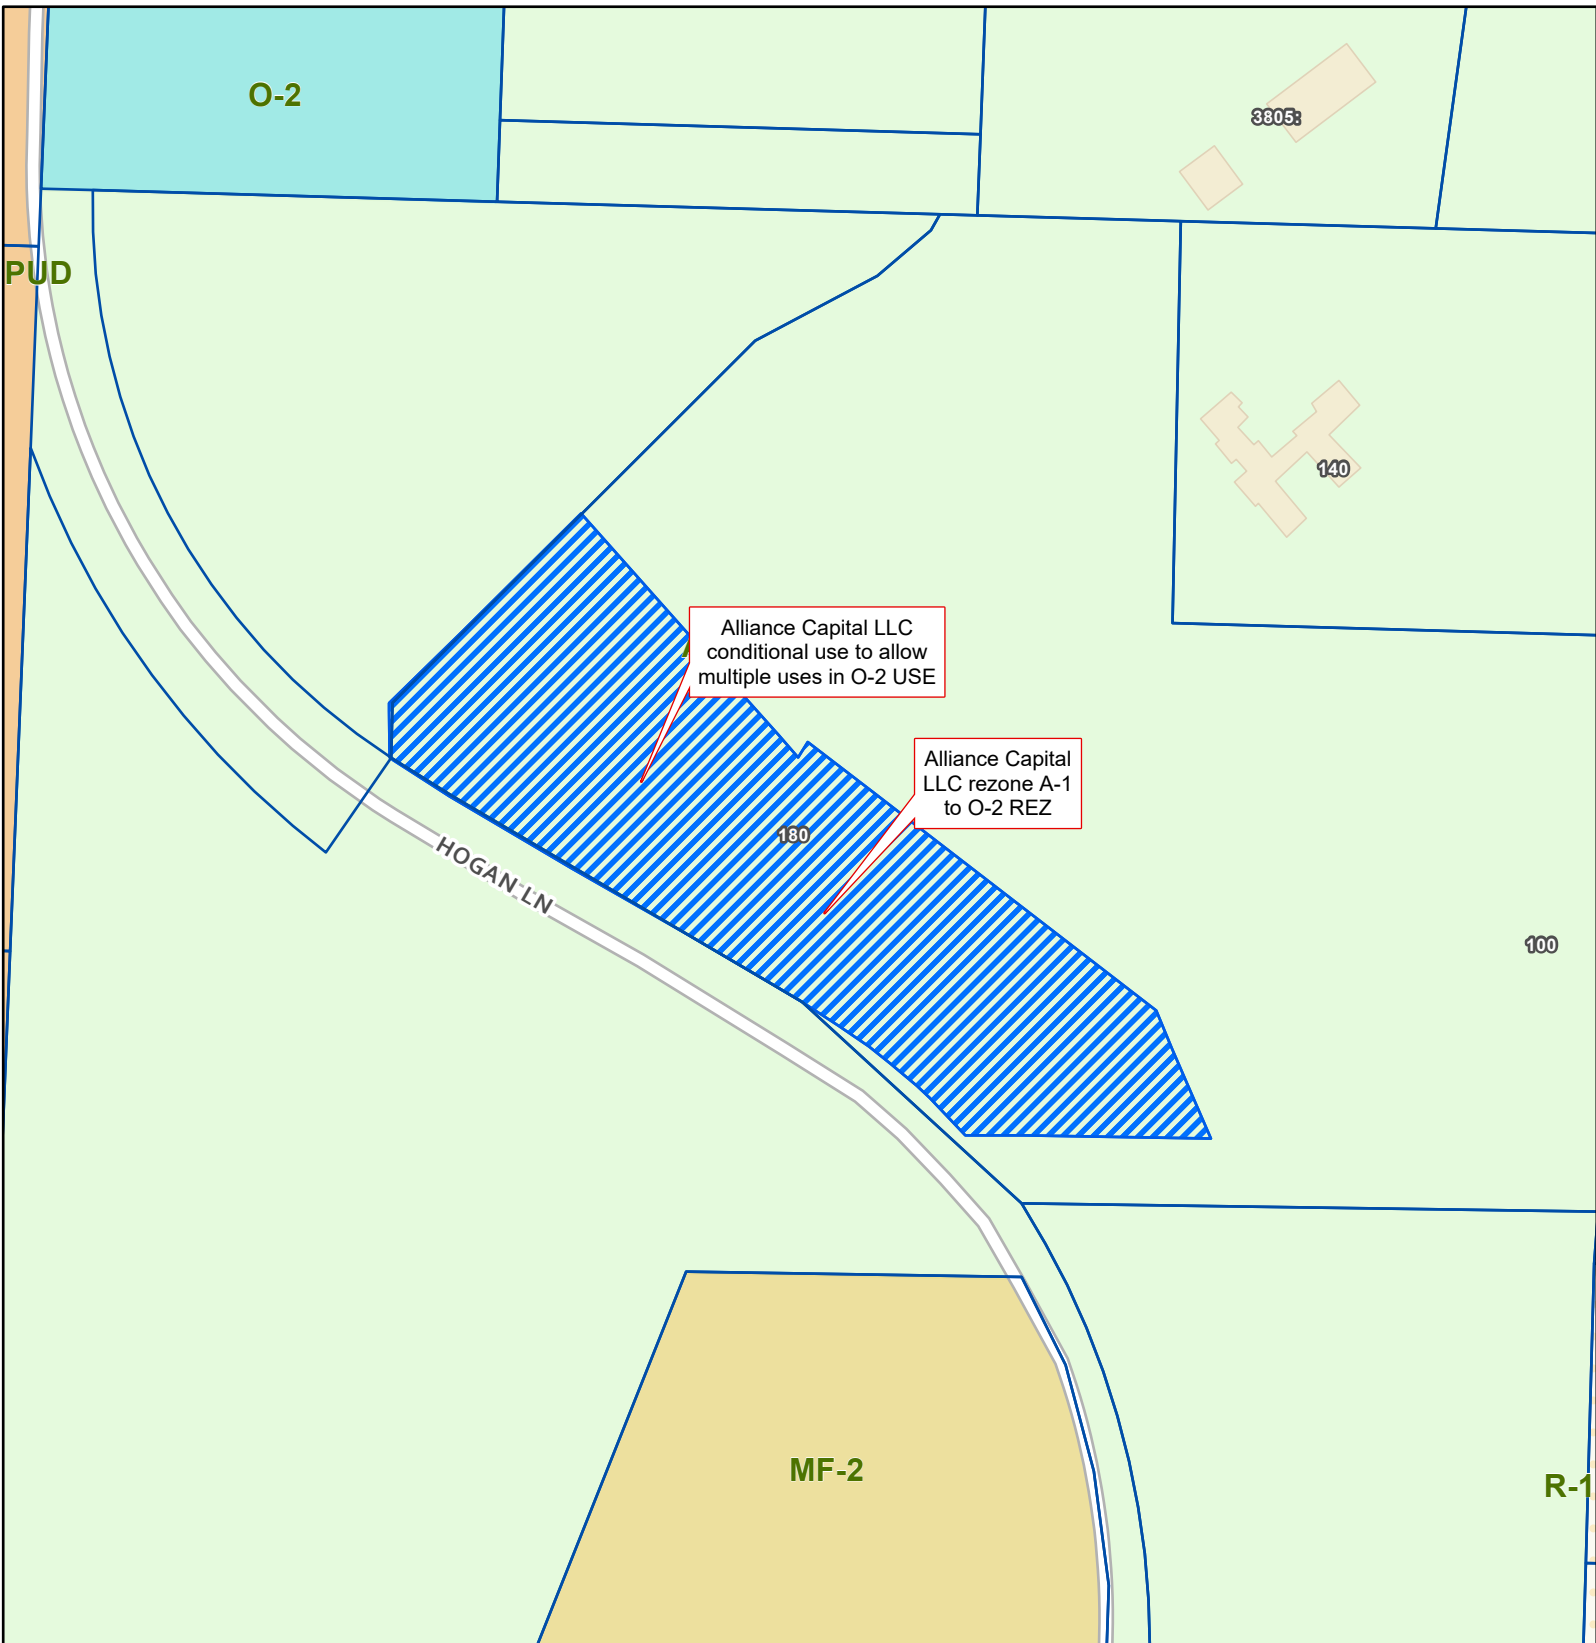 O-2
3805
PUD
140
Alliance Capital LLC
conditional use to allow
multiple uses in O-2 USE
Alliance Capital
LLC rezone A-1
to O-2 REZ
180
HOGAN LN
100
MF-2
R-1